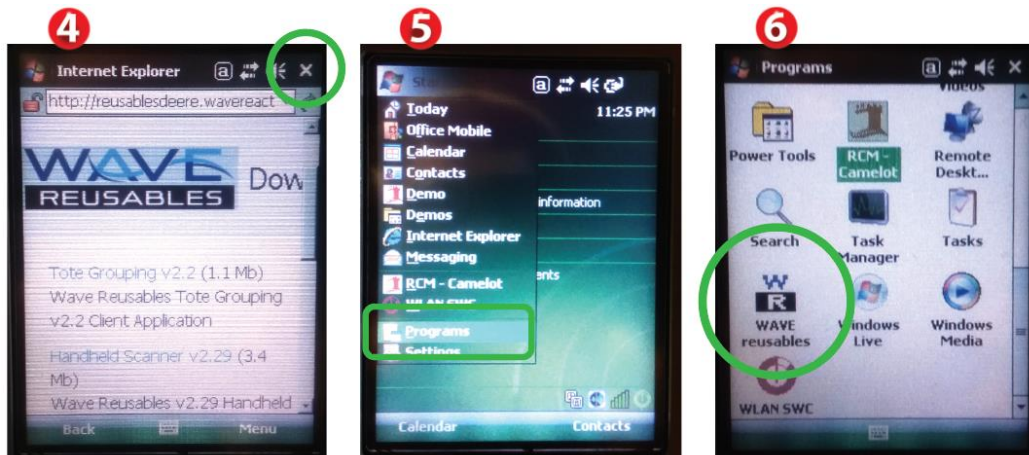 4
Internet Explorer
http://reusablesdeere.wavereact
WAVE
REUSABLES
Dow
Tote Grouping v2.2 (1.1 Mb)
Wave Reusables Tote Grouping
v2.2 Client Application
Handheld Scanner v2.29 (3.4
Mb)
Wave Reusables v2.29 Handheld
Back
Menu
5
a
11:25 PM
Today
Office Mobile
Calendar
Contacts
Demo
Demos
Internet Explorer
Messaging
RCM - Camelot
WLAN SWC
Programs
Settings
information
ents
Calendar
Contacts
6
Programs
a
Videos
Power Tools
RCM -
Camelot
Remote
Deskt...
Search
Task
Manager
Tasks
W
R
WAVE
reusables
Windows
Live
Windows
Media
WLAN SWC